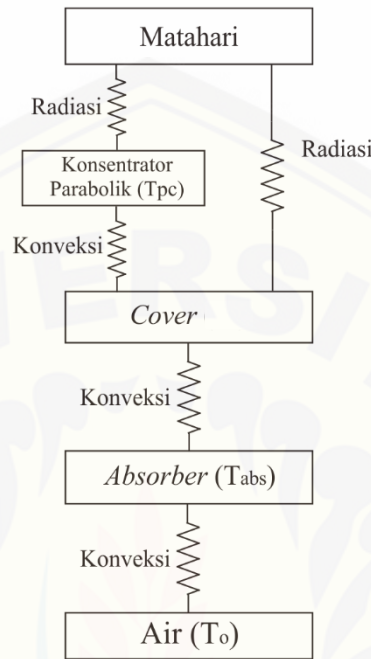 Matahari
Radiasi
Radiasi
Konsentrator
Parabolik (Tpc)
Konveksi
Cover
Konveksi
Absorber (Tabs)
Konveksi
Air (To)